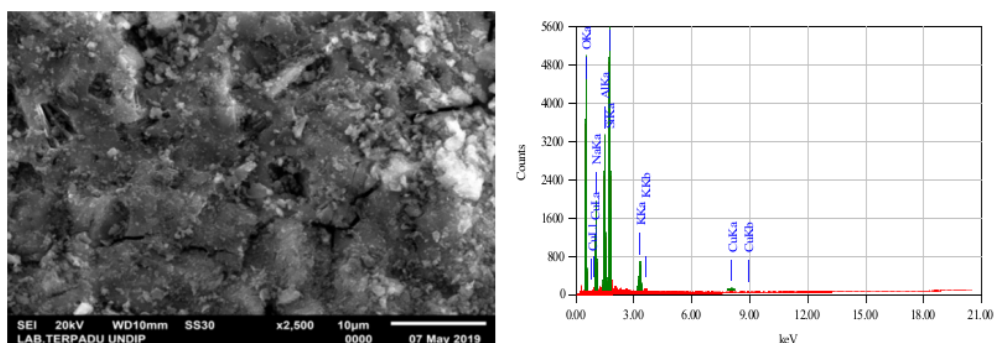 SEI 20kV WD10mm SS30 x2,500 10µm
LAB.TERPADU UNDIP 0000 07 May 2019
Counts
5600
4800
4000
3200
2400
1600
800
0
OKa
AlKa
SiKa
NaKa
CuLa
CuLl
KKa
KKb
CuKa
CuKb
0.00 3.00 6.00 9.00 12.00 15.00 18.00 21.00
keV